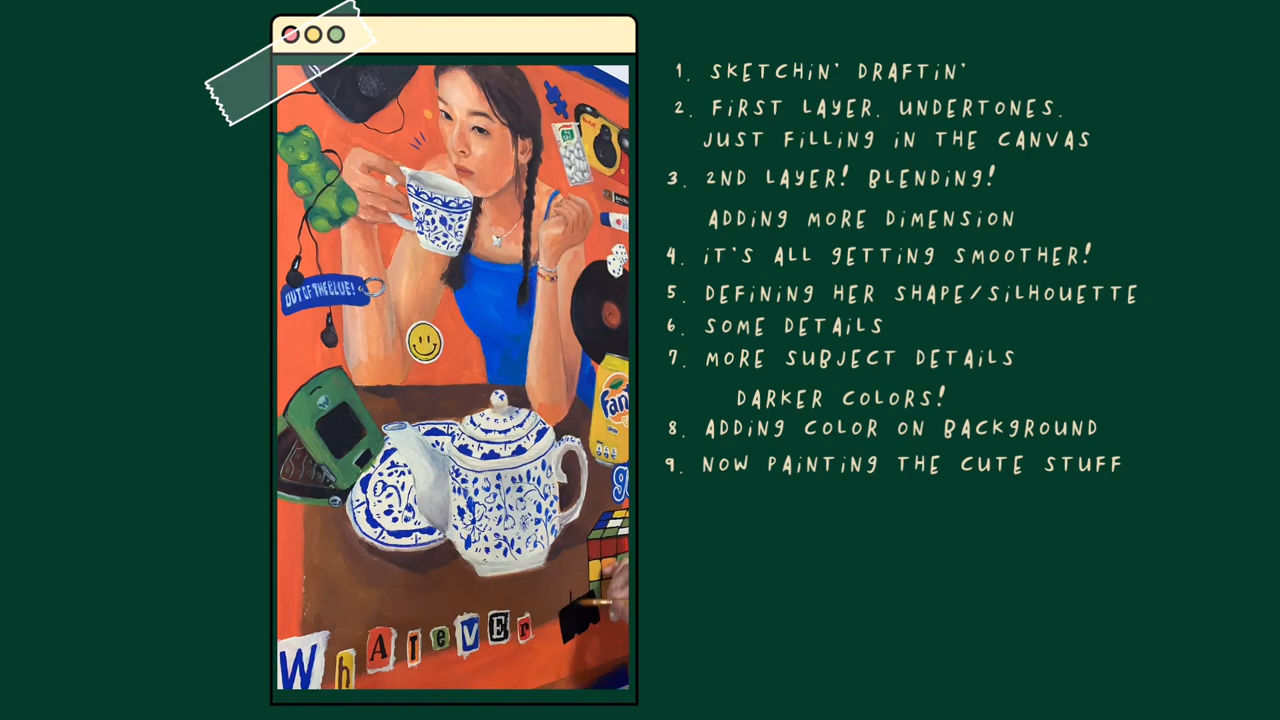 1. SKETCHIN' DRAFTIN'
2. FIRST LAYER. UNDERTONES.
JUST FILLING IN THE CANVAS
3. 2ND LAYER! BLENDING!
ADDING MORE DIMENSION
4. IT'S ALL GETTING SMOOTHER!
5. DEFINING HER SHAPE/SILHOUETTE
6. SOME DETAILS
7. MORE SUBJECT DETAILS
DARKER COLORS!
8. ADDING COLOR ON BACKGROUND
9. NOW PAINTING THE CUTE STUFF
OUT OF THE BLUE!
WhATeVEr